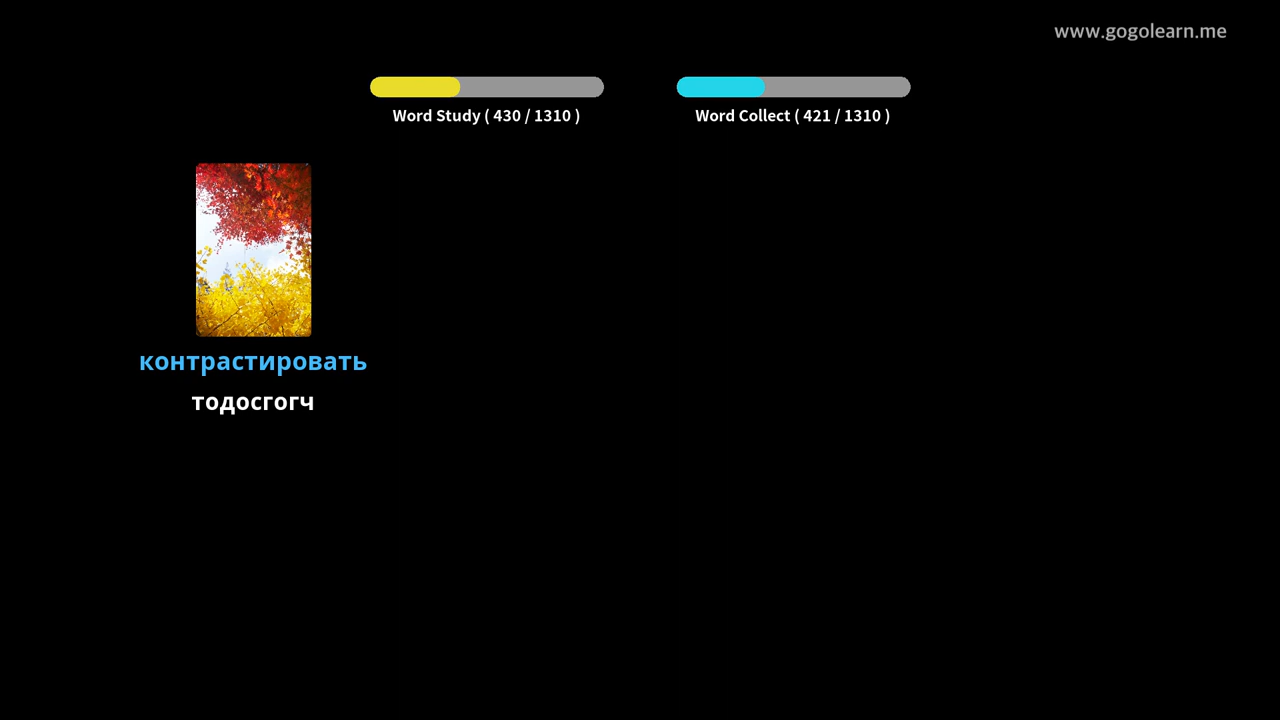 www.gogolearn.me
Word Study ( 430 / 1310 )
Word Collect ( 421 / 1310 )
контрастировать
тодосгогч